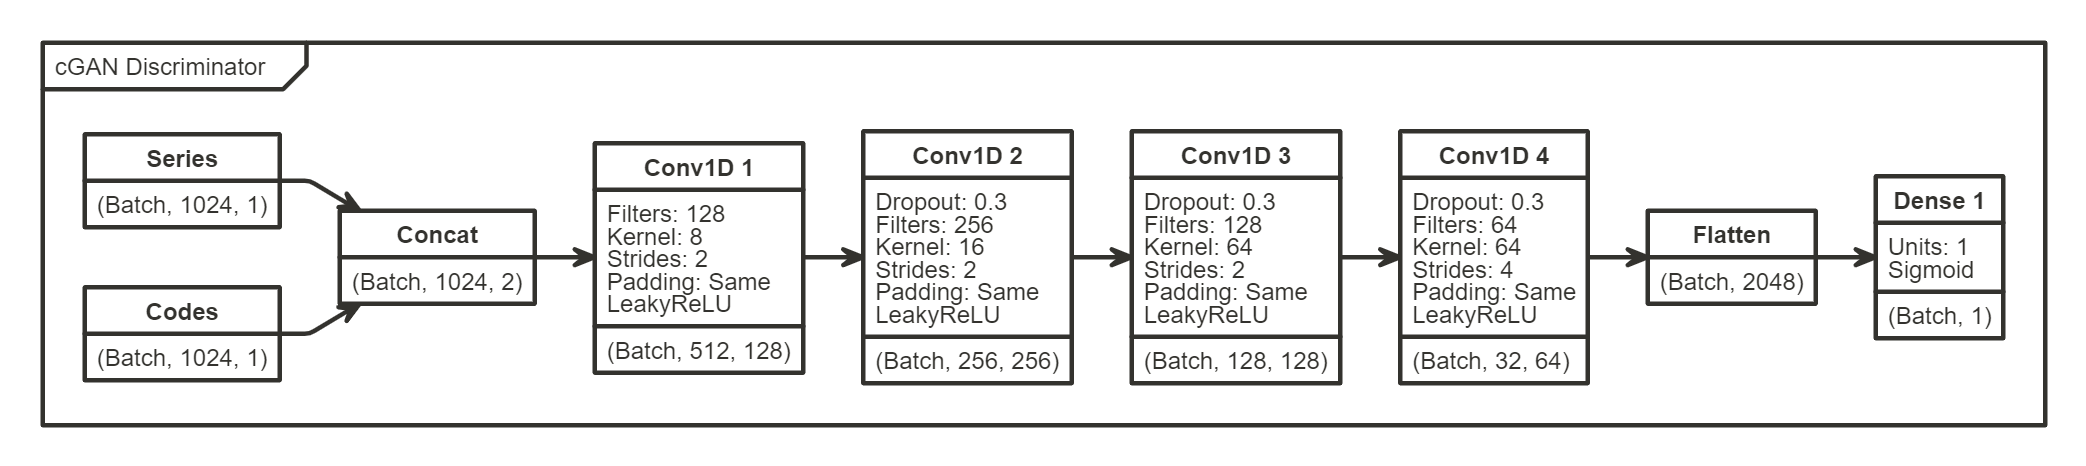 cGAN Discriminator
Series
(Batch, 1024, 1)
Codes
(Batch, 1024, 1)
Concat
(Batch, 1024, 2)
Conv1D 1
Filters: 128
Kernel: 8
Strides: 2
Padding: Same
LeakyReLU
(Batch, 512, 128)
Conv1D 2
Dropout: 0.3
Filters: 256
Kernel: 16
Strides: 2
Padding: Same
LeakyReLU
(Batch, 256, 256)
Conv1D 3
Dropout: 0.3
Filters: 128
Kernel: 64
Strides: 2
Padding: Same
LeakyReLU
(Batch, 128, 128)
Conv1D 4
Dropout: 0.3
Filters: 64
Kernel: 64
Strides: 4
Padding: Same
LeakyReLU
(Batch, 32, 64)
Flatten
(Batch, 2048)
Dense 1
Units: 1
Sigmoid
(Batch, 1)